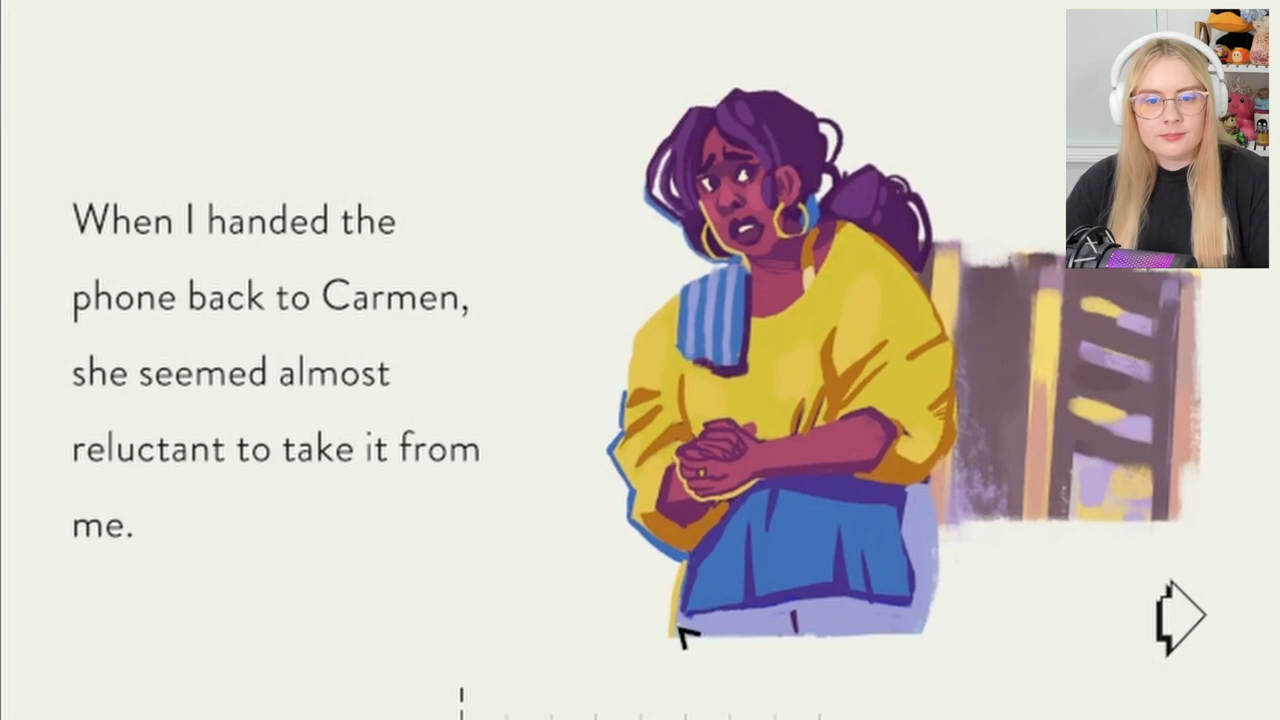 When I handed the
phone back to Carmen,
she seemed almost
reluctant to take it from
me.